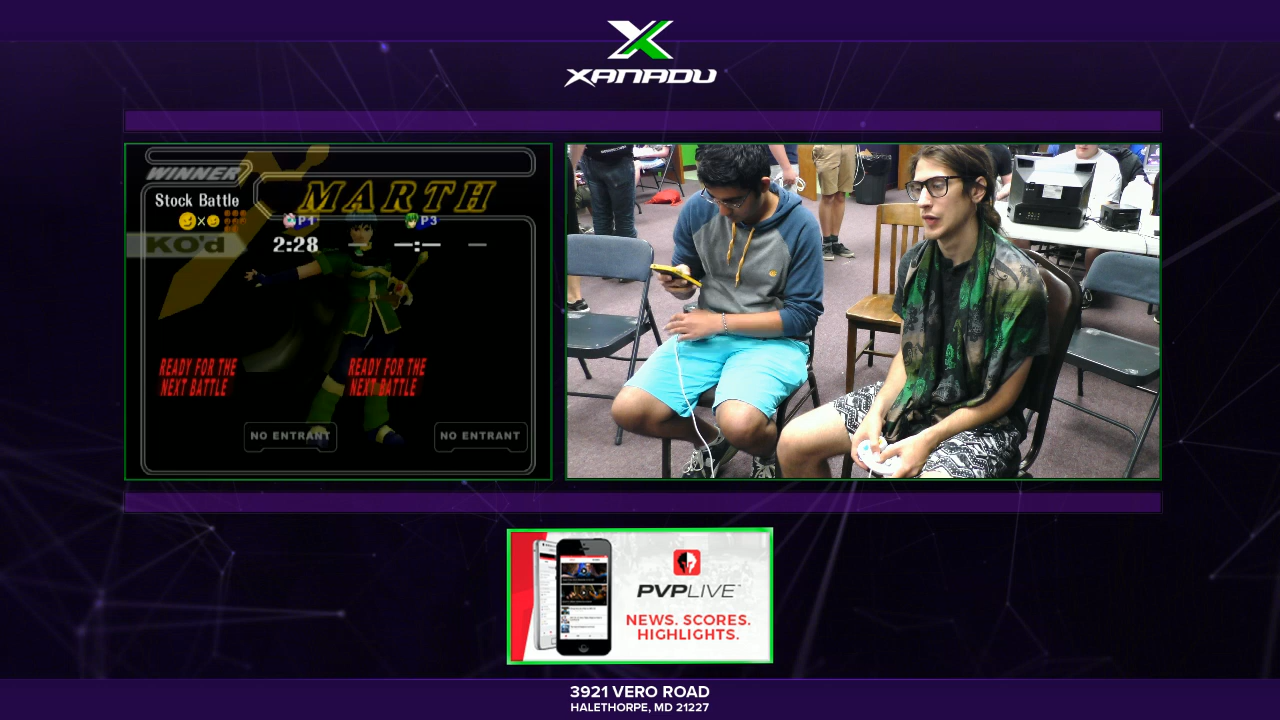 XANADU
WINNER
MARTH
Stock Battle
P1
P3
KO'd
2:28
READY FOR THE
NEXT BATTLE
READY FOR THE
NEXT BATTLE
NO ENTRANT
NO ENTRANT
PVPLIVE
NEWS. SCORES.
HIGHLIGHTS.
3921 VERO ROAD
HALETHORPE, MD 21227